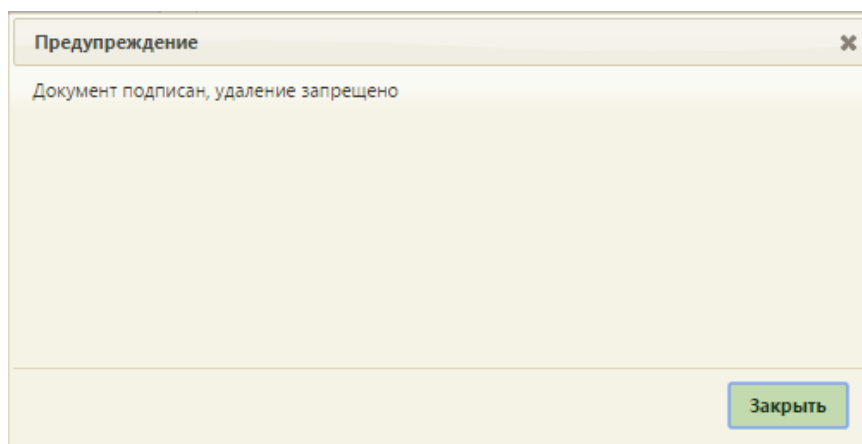 Предупреждение
Документ подписан, удаление запрещено
Закрыть